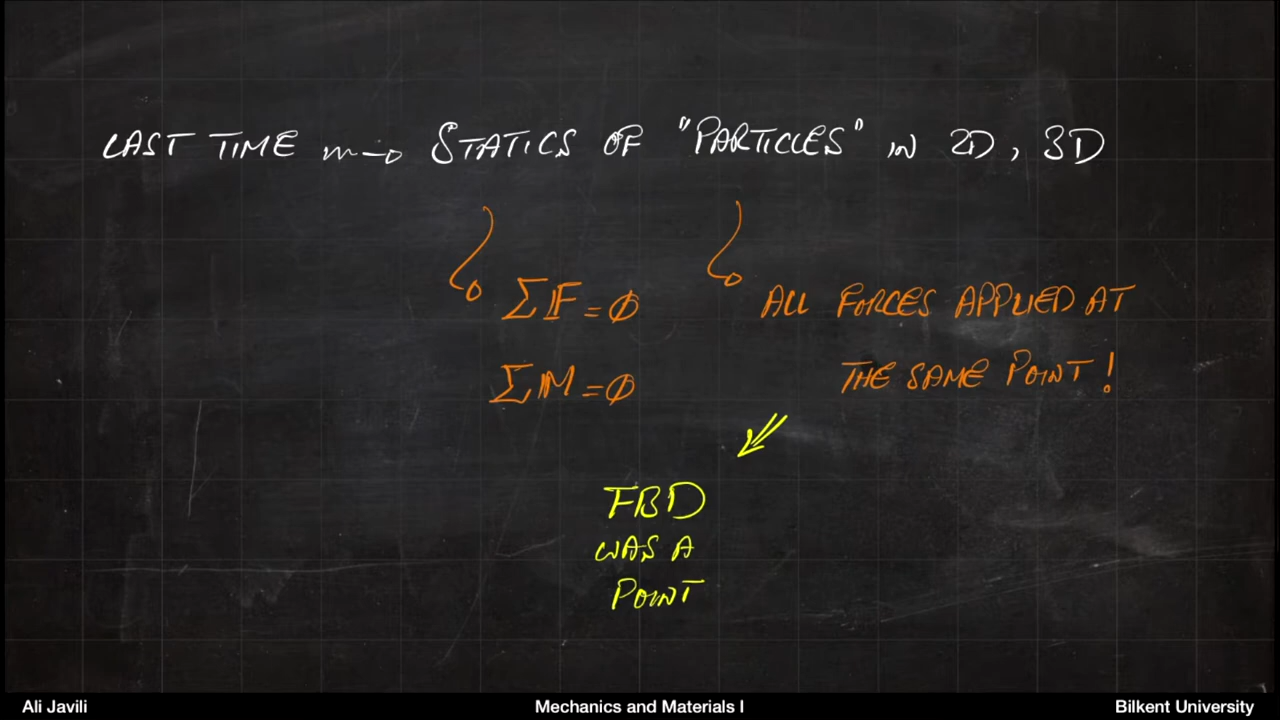 LAST TIME → STATICS OF "PARTICLES" IN 2D, 3D
ΣF = 0
ALL FORCES APPLIED AT
ΣM = 0
THE SAME POINT!
FBD
WAS A
POINT
Ali Javili
Mechanics and Materials I
Bilkent University